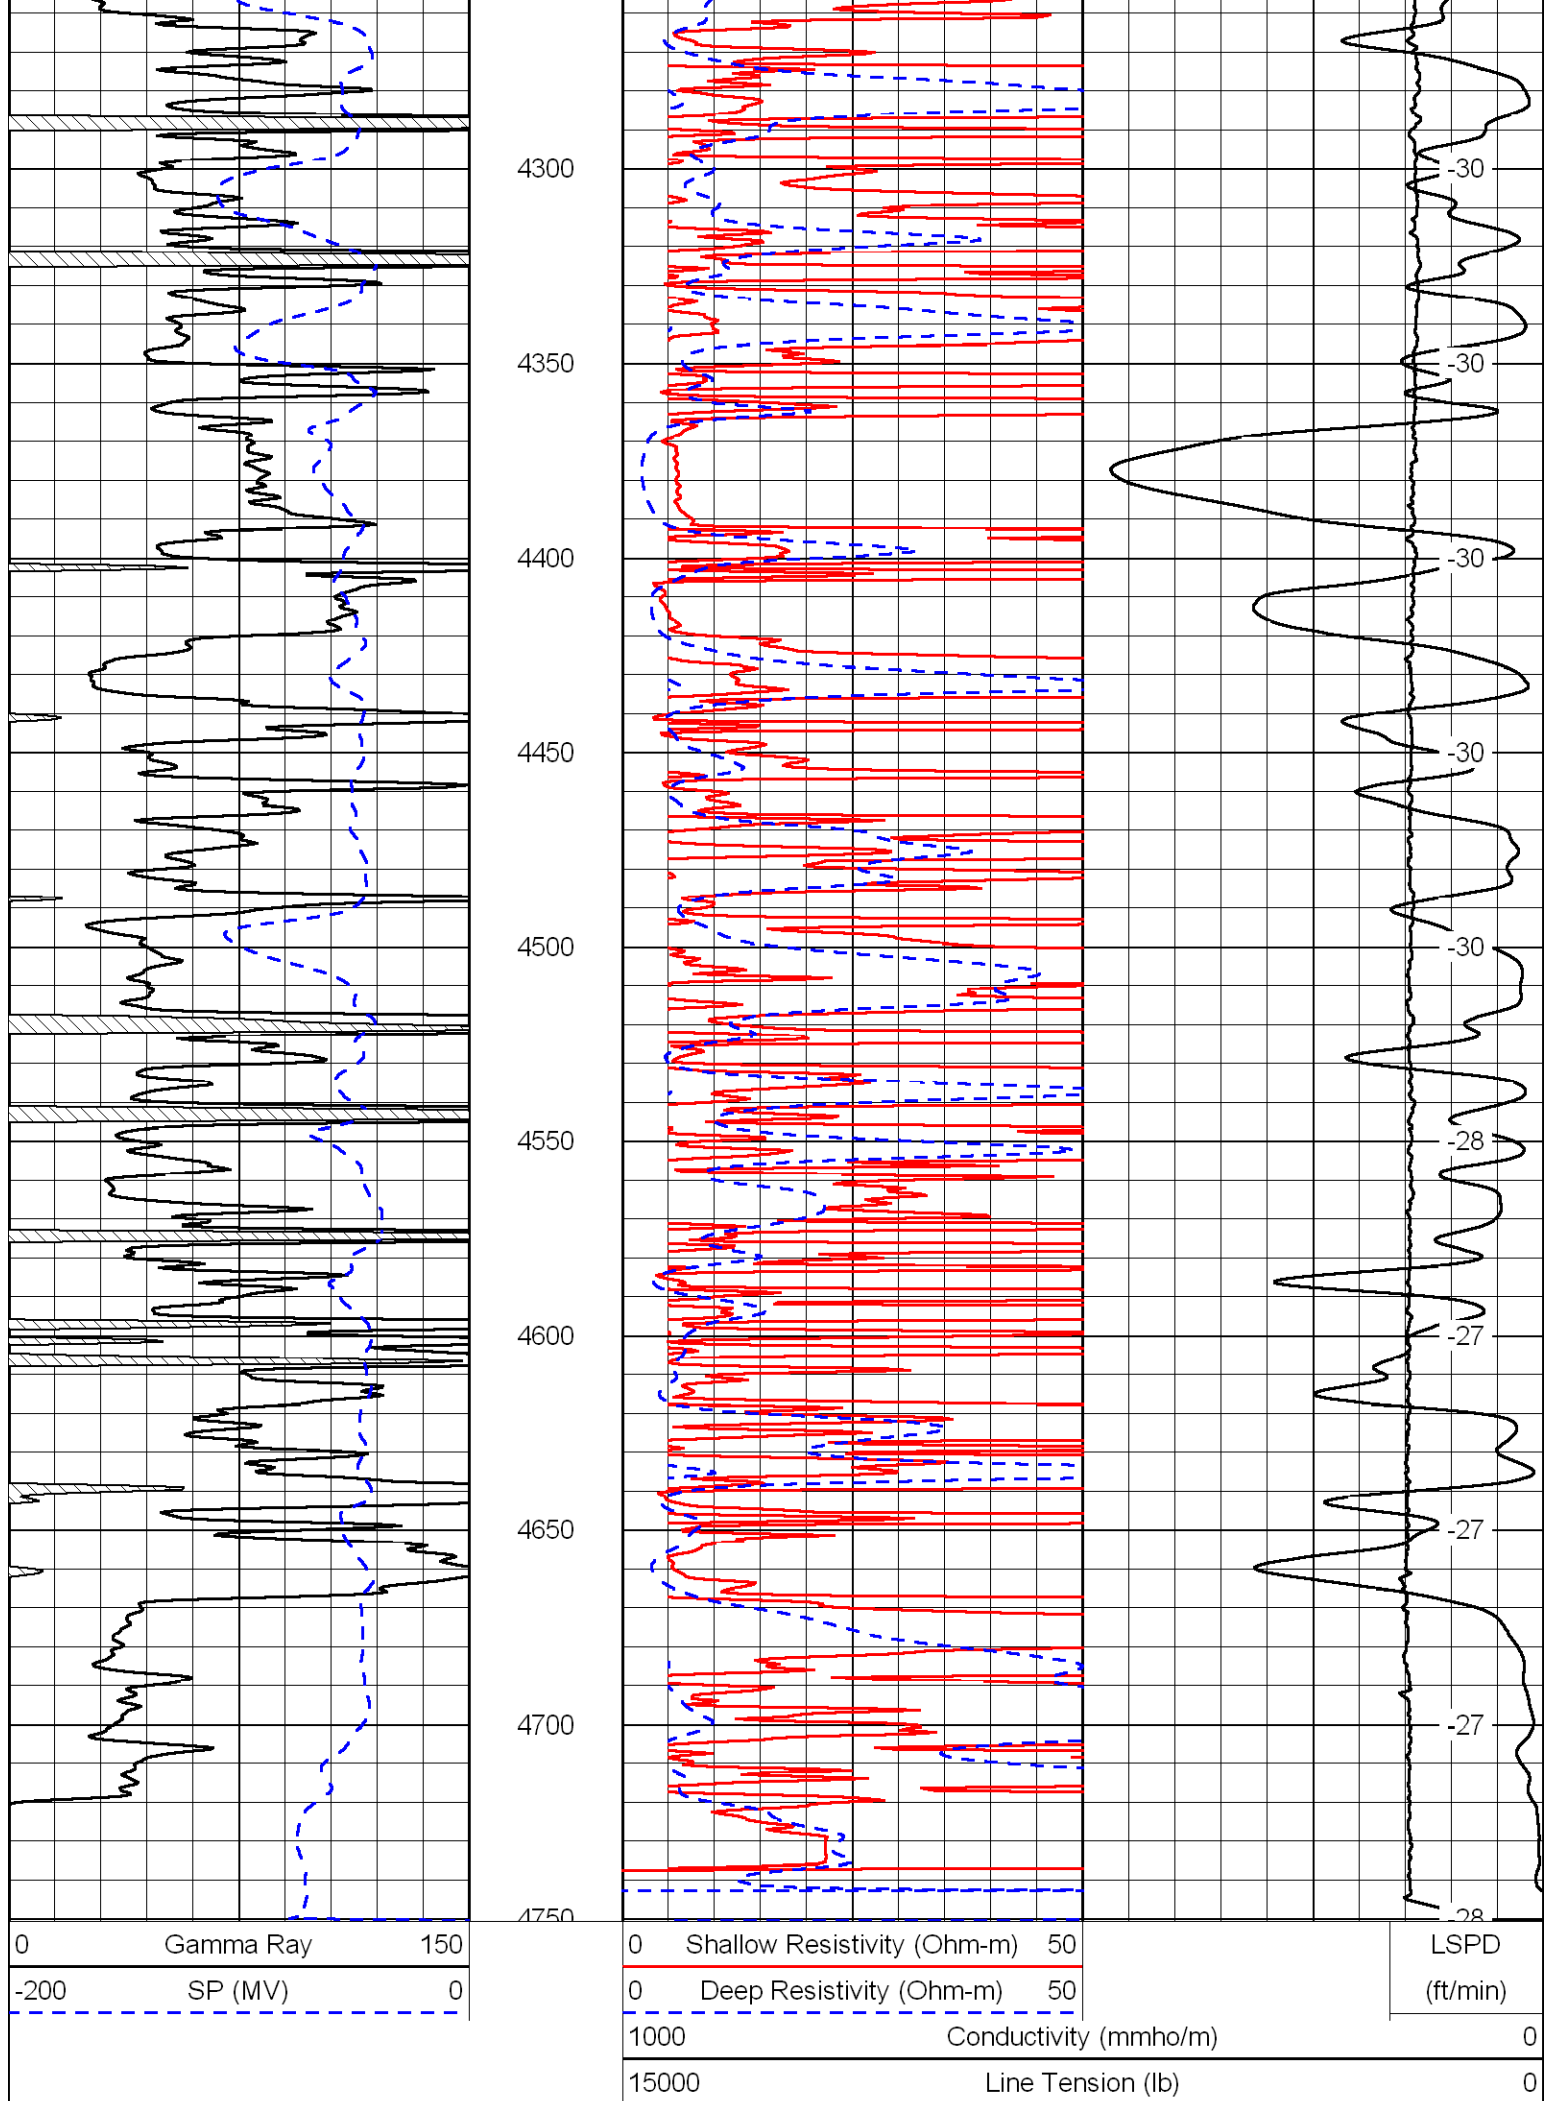 4300 -30
4350 -30
4400 -30
4450 -30
4500 -30
4550 -28
4600 -27
4650 -27
4700 -27
4750 -28
0 Gamma Ray 150 0 Shallow Resistivity (Ohm-m) 50 LSPD
-200 SP (MV) 0 0 Deep Resistivity (Ohm-m) 50 (ft/min)
1000 Conductivity (mmho/m) 0
15000 Line Tension (lb) 0